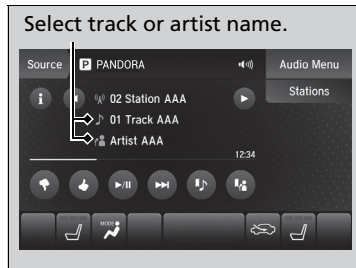 Select track or artist name.
Source
P PANDORA
Audio Menu
02 Station AAA
Stations
01 Track AAA
Artist AAA
12:34
MODE